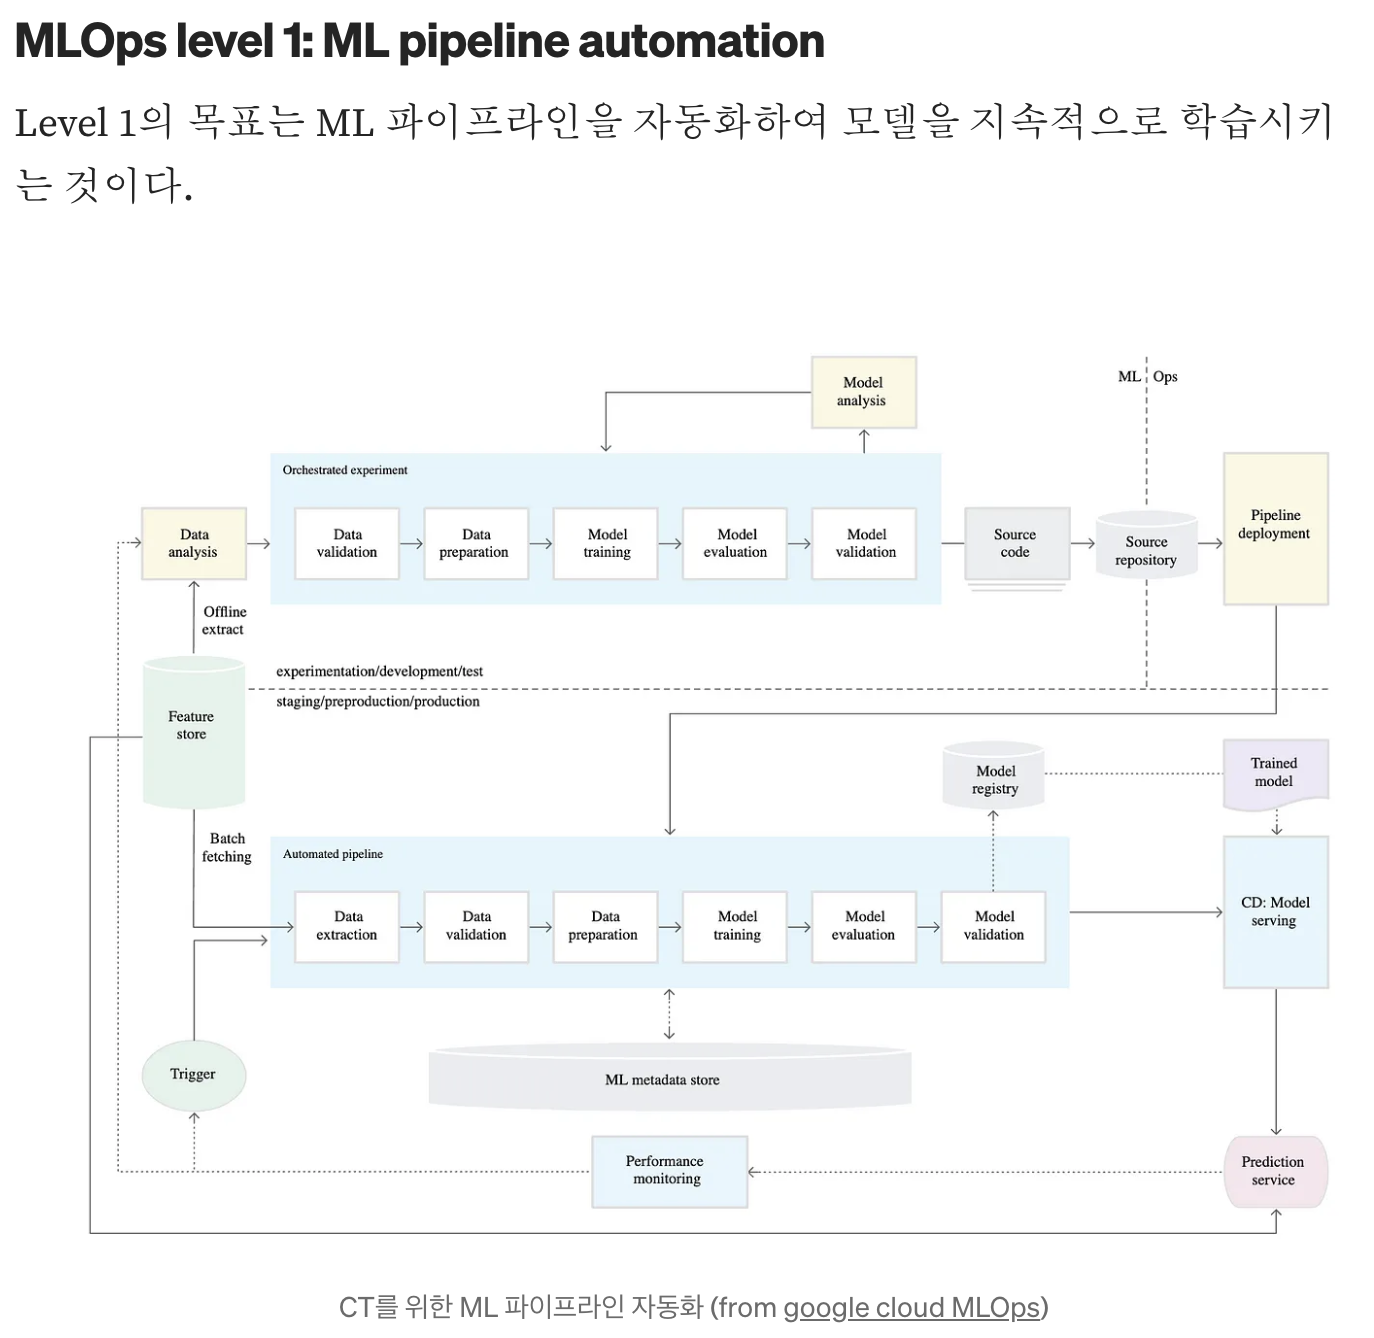 MLOps level 1: ML pipeline automation
Level 1의 목표는 ML 파이프라인을 자동화하여 모델을 지속적으로 학습시키
는 것이다.
Model
analysis
ML
Ops
Orchestrated experiment
Data
analysis
Data
validation
Data
preparation
Model
training
Model
evaluation
Model
validation
Source
code
Source
repository
Pipeline
deployment
Offline
extract
experimentation/development/test
staging/preproduction/production
Feature
store
Model
registry
Trained
model
Batch
fetching
Automated pipeline
Data
extraction
Data
validation
Data
preparation
Model
training
Model
evaluation
Model
validation
CD: Model
serving
Trigger
ML metadata store
Performance
monitoring
Prediction
service
CT를 위한 ML 파이프라인 자동화 (from google cloud MLOps)